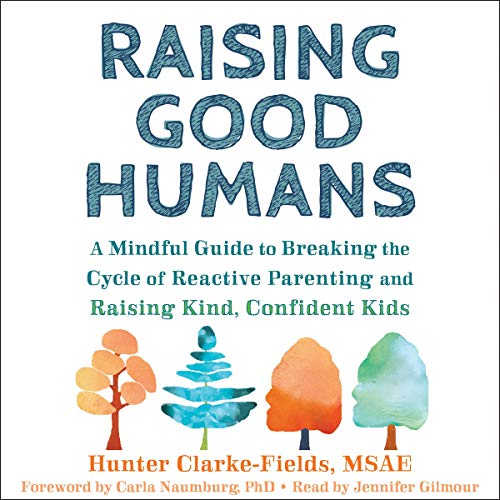 RAISING
GOOD
HUMANS
A Mindful Guide to Breaking the
Cycle of Reactive Parenting and
Raising Kind, Confident Kids
Hunter Clarke-Fields, MSAE
Foreword by Carla Naumburg, PhD • Read by Jennifer Gilmour